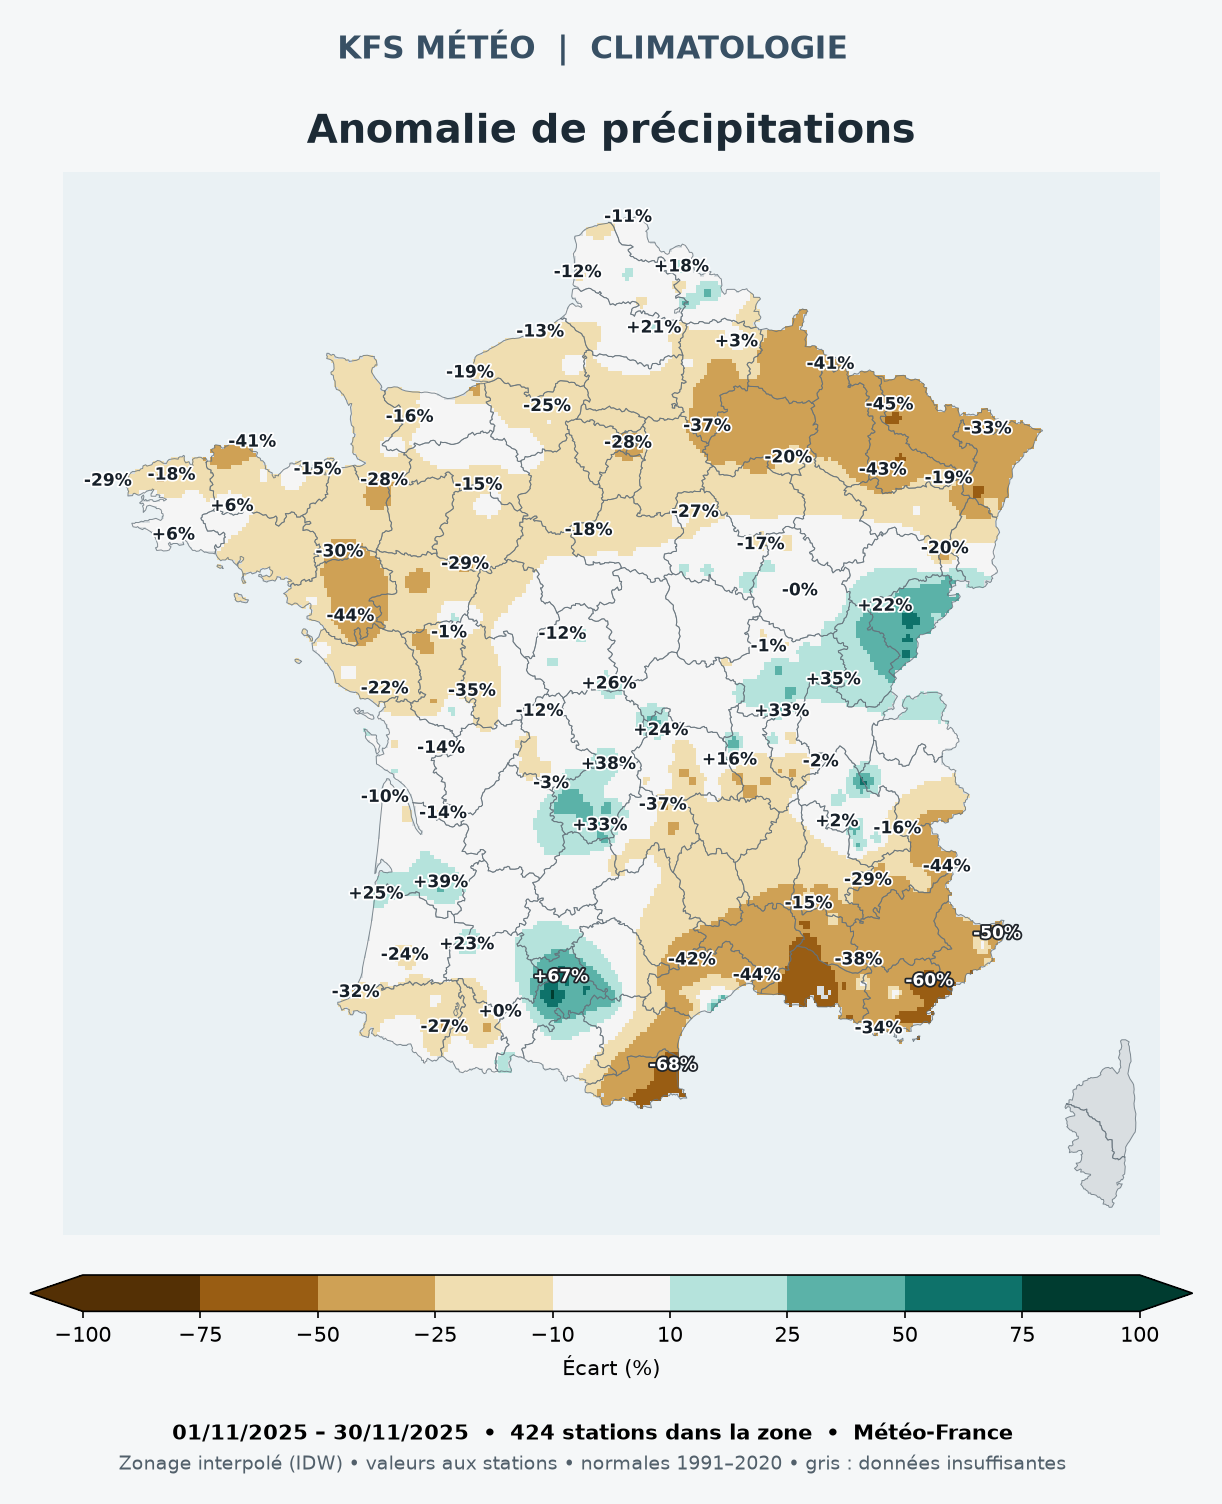 KFS MÉTÉO | CLIMATOLOGIE
Anomalie de précipitations
-11%
-12% +18%
-13% +21% +3%
-19% -41%
-16% -25% -45%
-41% -28% -37% -33%
-29% -18% -15% -28% -15% -20% -43% -19%
+6% -27%
+6% -18%
-30% -29% -17% -20%
-0%
-44% -1% -12% +22%
-1%
-22% -35% +26% +35%
-12% +33%
-14% +24%
-3% +38% +16% -2%
-10% -14% +33% -37% +2% -16%
-44%
+25% +39% -29%
-15%
-24% +23% -50%
+67% -42% -44% -38% -60%
-32% +0%
-27% -34%
-68%
−100 −75 −50 −25 −10 10 25 50 75 100
Écart (%)
01/11/2025 – 30/11/2025 • 424 stations dans la zone • Météo-France
Zonage interpolé (IDW) • valeurs aux stations • normales 1991–2020 • gris : données insuffisantes